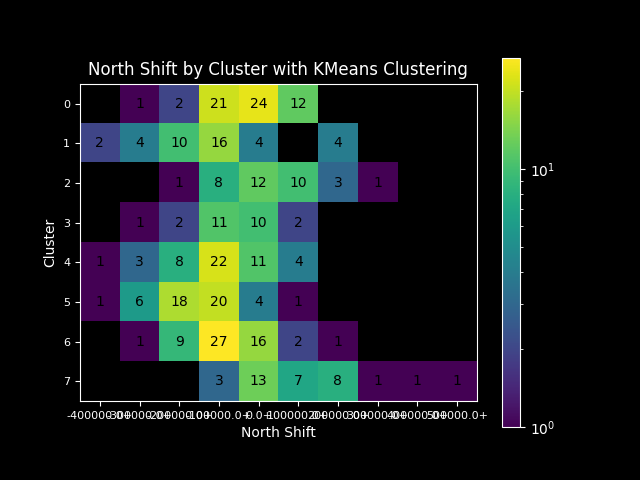 North Shift by Cluster with KMeans Clustering
0 1 2 21 24 12
1 2 4 10 16 4 4
2 1 8 12 10 3 1
3 1 2 11 10 2
4 1 3 8 22 11 4
5 1 6 18 20 4 1
6 1 9 27 16 2 1
7 3 13 7 8 1 1 1
Cluster
North Shift
10¹
10⁰